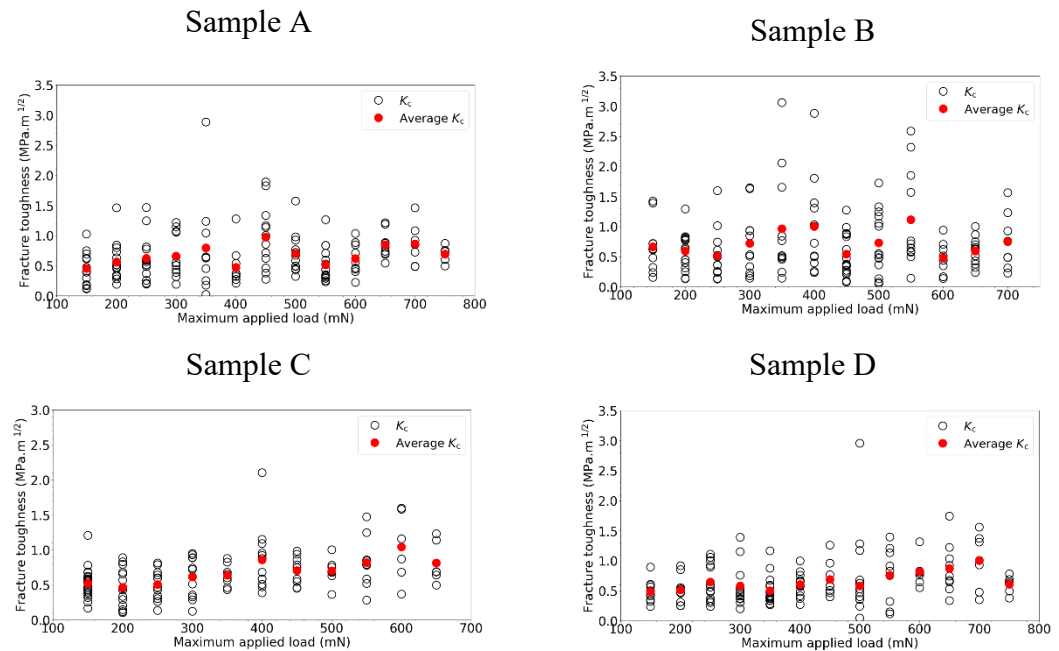 Sample A
3.5
3.0
2.5
2.0
1.5
1.0
0.5
0.0
100 200 300 400 500 600 700 800
Fracture toughness (MPa.m 1/2)
Maximum applied load (mN)
Kc
Average Kc
Sample B
3.5
3.0
2.5
2.0
1.5
1.0
0.5
0.0
100 200 300 400 500 600 700
Fracture toughness (MPa.m 1/2)
Maximum applied load (mN)
Kc
Average Kc
Sample C
3.0
2.5
2.0
1.5
1.0
0.5
0.0
100 200 300 400 500 600 700
Fracture toughness (MPa.m 1/2)
Maximum applied load (mN)
Kc
Average Kc
Sample D
3.5
3.0
2.5
2.0
1.5
1.0
0.5
0.0
100 200 300 400 500 600 700 800
Fracture toughness (MPa.m 1/2)
Maximum applied load (mN)
Kc
Average Kc